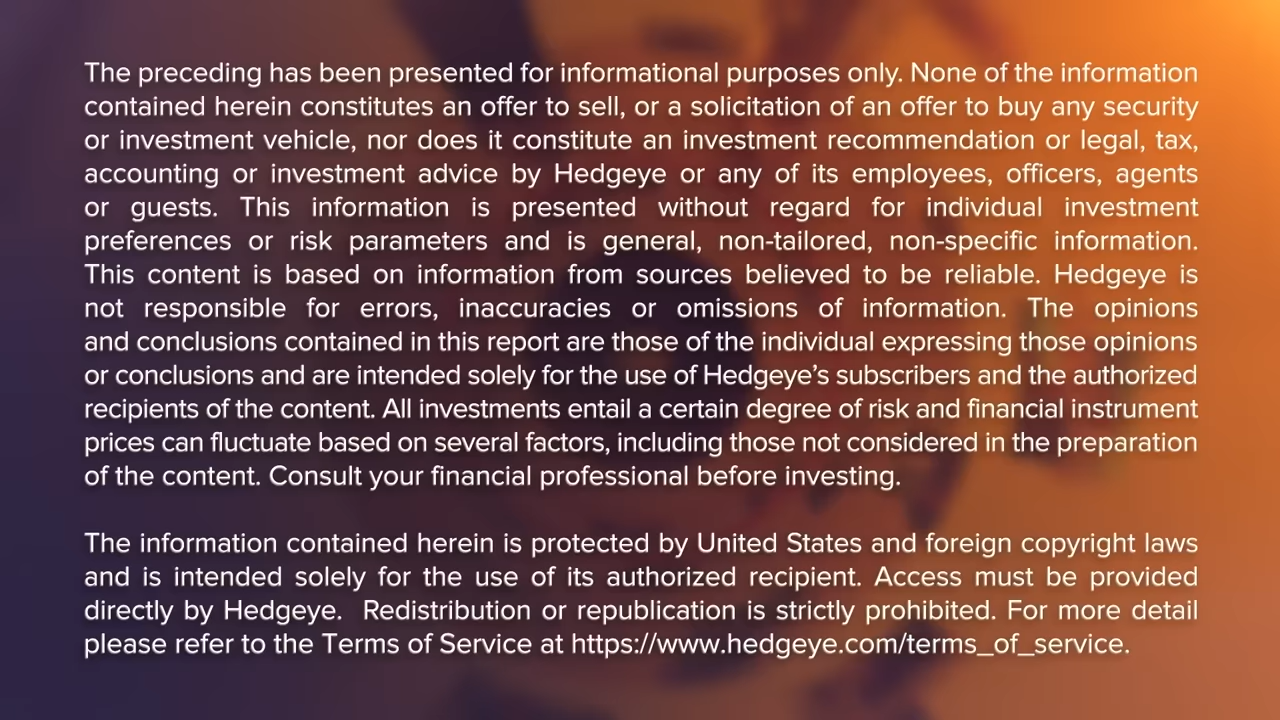 The preceding has been presented for informational purposes only. None of the information
contained herein constitutes an offer to sell, or a solicitation of an offer to buy any security
or investment vehicle, nor does it constitute an investment recommendation or legal, tax,
accounting or investment advice by Hedgeye or any of its employees, officers, agents
or guests. This information is presented without regard for individual investment
preferences or risk parameters and is general, non-tailored, non-specific information.
This content is based on information from sources believed to be reliable. Hedgeye is
not responsible for errors, inaccuracies or omissions of information. The opinions
and conclusions contained in this report are those of the individual expressing those opinions
or conclusions and are intended solely for the use of Hedgeye’s subscribers and the authorized
recipients of the content. All investments entail a certain degree of risk and financial instrument
prices can fluctuate based on several factors, including those not considered in the preparation
of the content. Consult your financial professional before investing.
The information contained herein is protected by United States and foreign copyright laws
and is intended solely for the use of its authorized recipient. Access must be provided
directly by Hedgeye.  Redistribution or republication is strictly prohibited. For more detail
please refer to the Terms of Service at https://www.hedgeye.com/terms_of_service.